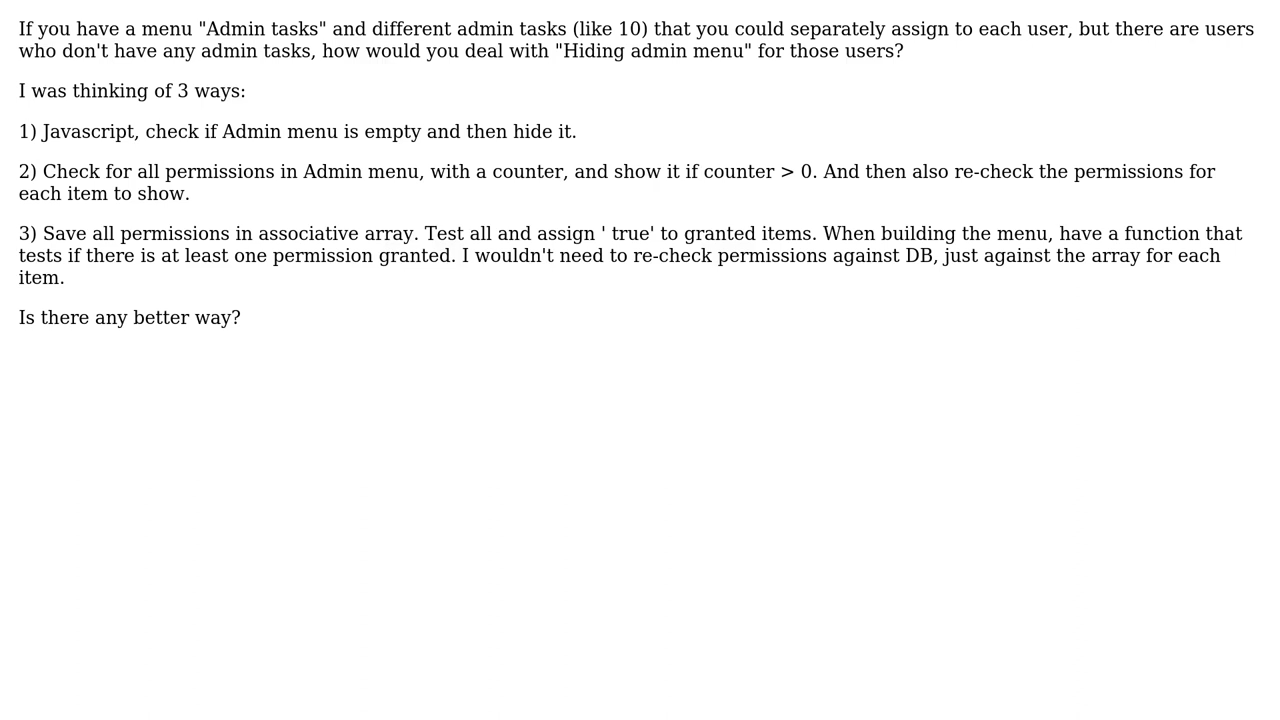 If you have a menu "Admin tasks" and different admin tasks (like 10) that you could separately assign to each user, but there are users
who don't have any admin tasks, how would you deal with "Hiding admin menu" for those users?
I was thinking of 3 ways:
1) Javascript, check if Admin menu is empty and then hide it.
2) Check for all permissions in Admin menu, with a counter, and show it if counter > 0. And then also re-check the permissions for
each item to show.
3) Save all permissions in associative array. Test all and assign ' true' to granted items. When building the menu, have a function that
tests if there is at least one permission granted. I wouldn't need to re-check permissions against DB, just against the array for each
item.
Is there any better way?